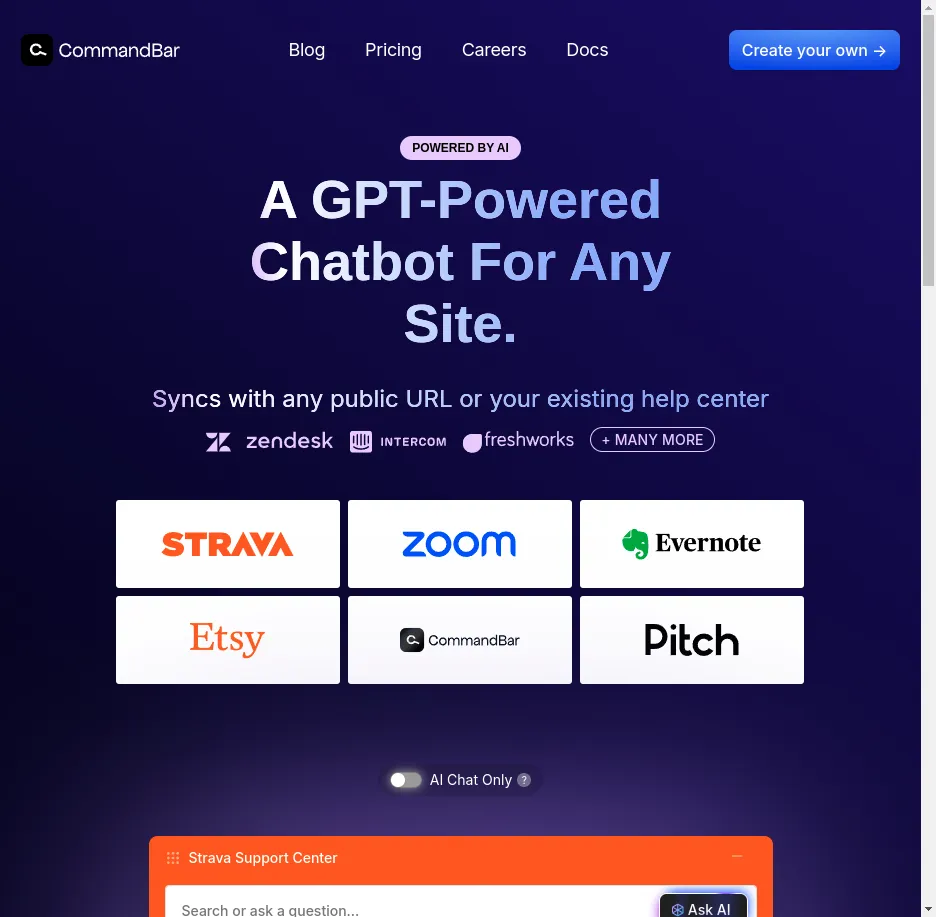 CommandBar Blog Pricing Careers Docs Create your own →
POWERED BY AI
A GPT-Powered
Chatbot For Any
Site.
Syncs with any public URL or your existing help center
zendesk INTERCOM freshworks + MANY MORE
STRAVA zoom Evernote
Etsy CommandBar Pitch
AI Chat Only ?
Strava Support Center
Search or ask a question... Ask AI